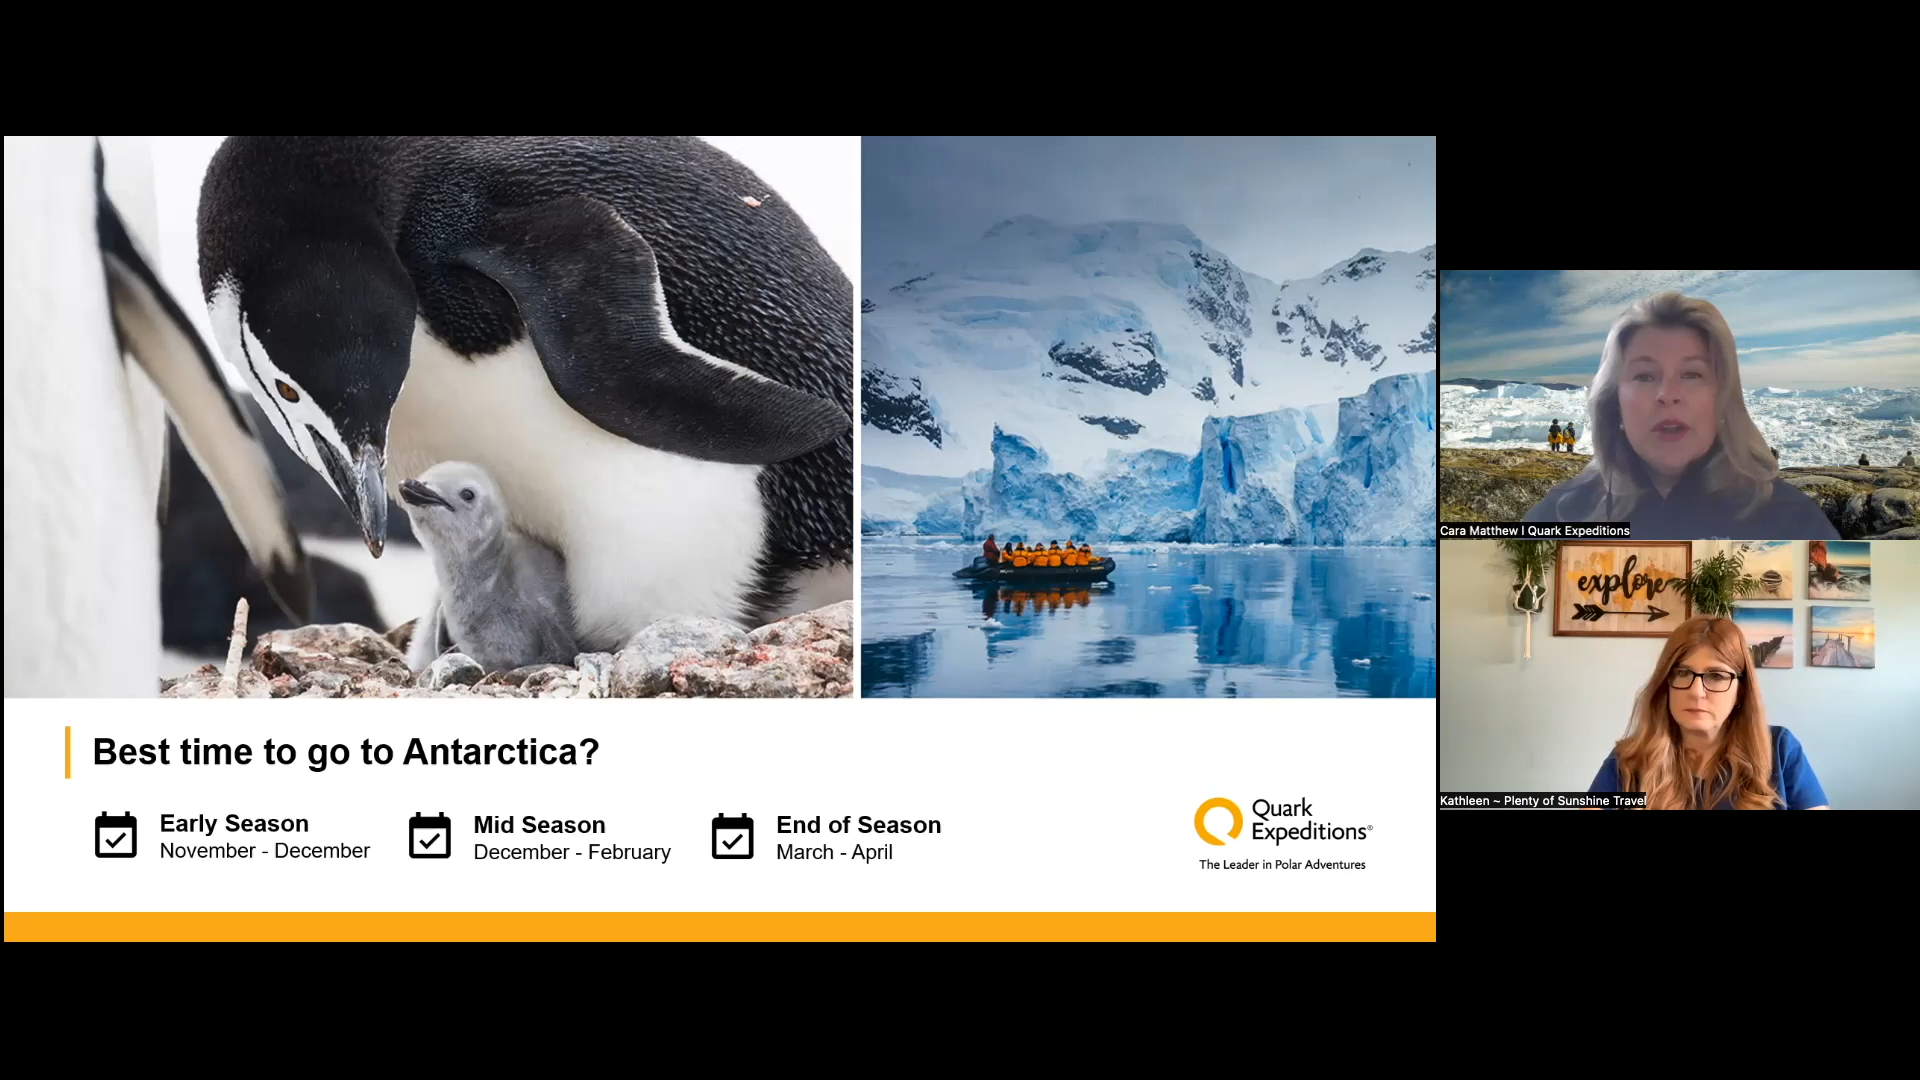 Best time to go to Antarctica?
Early Season
November - December
Mid Season
December - February
End of Season
March - April
Quark
Expeditions®
The Leader in Polar Adventures
Cara Matthew I Quark Expeditions
explore
Kathleen ~ Plenty of Sunshine Travel